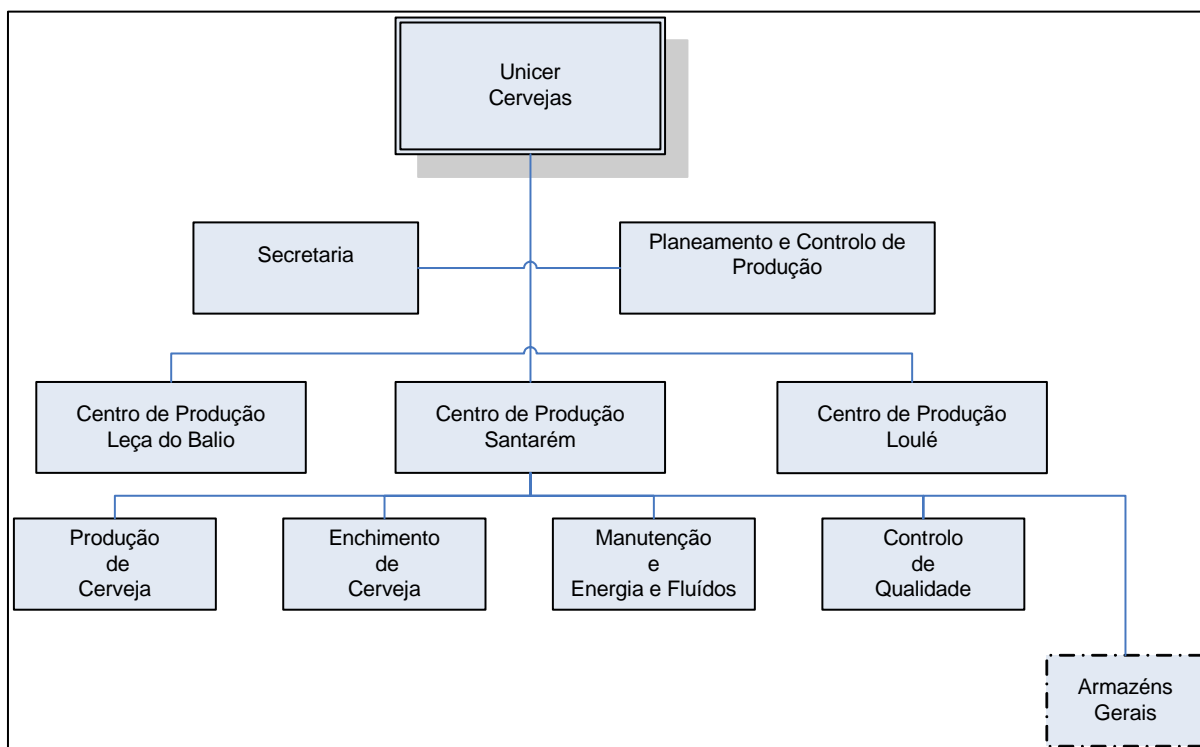 Unicer
Cervejas
Secretaria
Planeamento e Controlo de
Produção
Centro de Produção
Leça do Balio
Centro de Produção
Santarém
Centro de Produção
Loulé
Produção
de
Cerveja
Enchimento
de
Cerveja
Manutenção
e
Energia e Fluídos
Controlo
de
Qualidade
Armazéns
Gerais